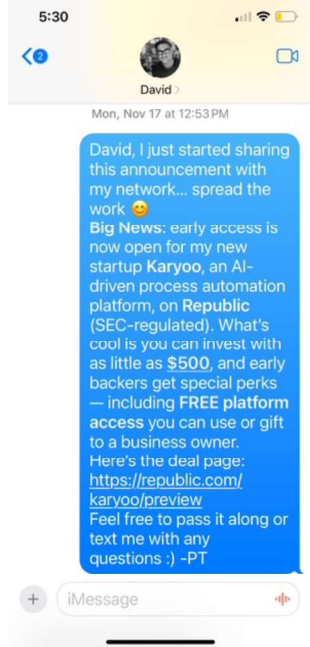 5:30
2
David
Mon, Nov 17 at 12:53 PM
David, I just started sharing
this announcement with
my network... spread the
work 😊
Big News: early access is
now open for my new
startup Karyoo, an AI-
driven process automation
platform, on Republic
(SEC-regulated). What's
cool is you can invest with
as little as $500, and early
backers get special perks
— including FREE platform
access you can use or gift
to a business owner.
Here's the deal page:
https://republic.com/
karyoo/preview
Feel free to pass it along or
text me with any
questions :) -PT
iMessage